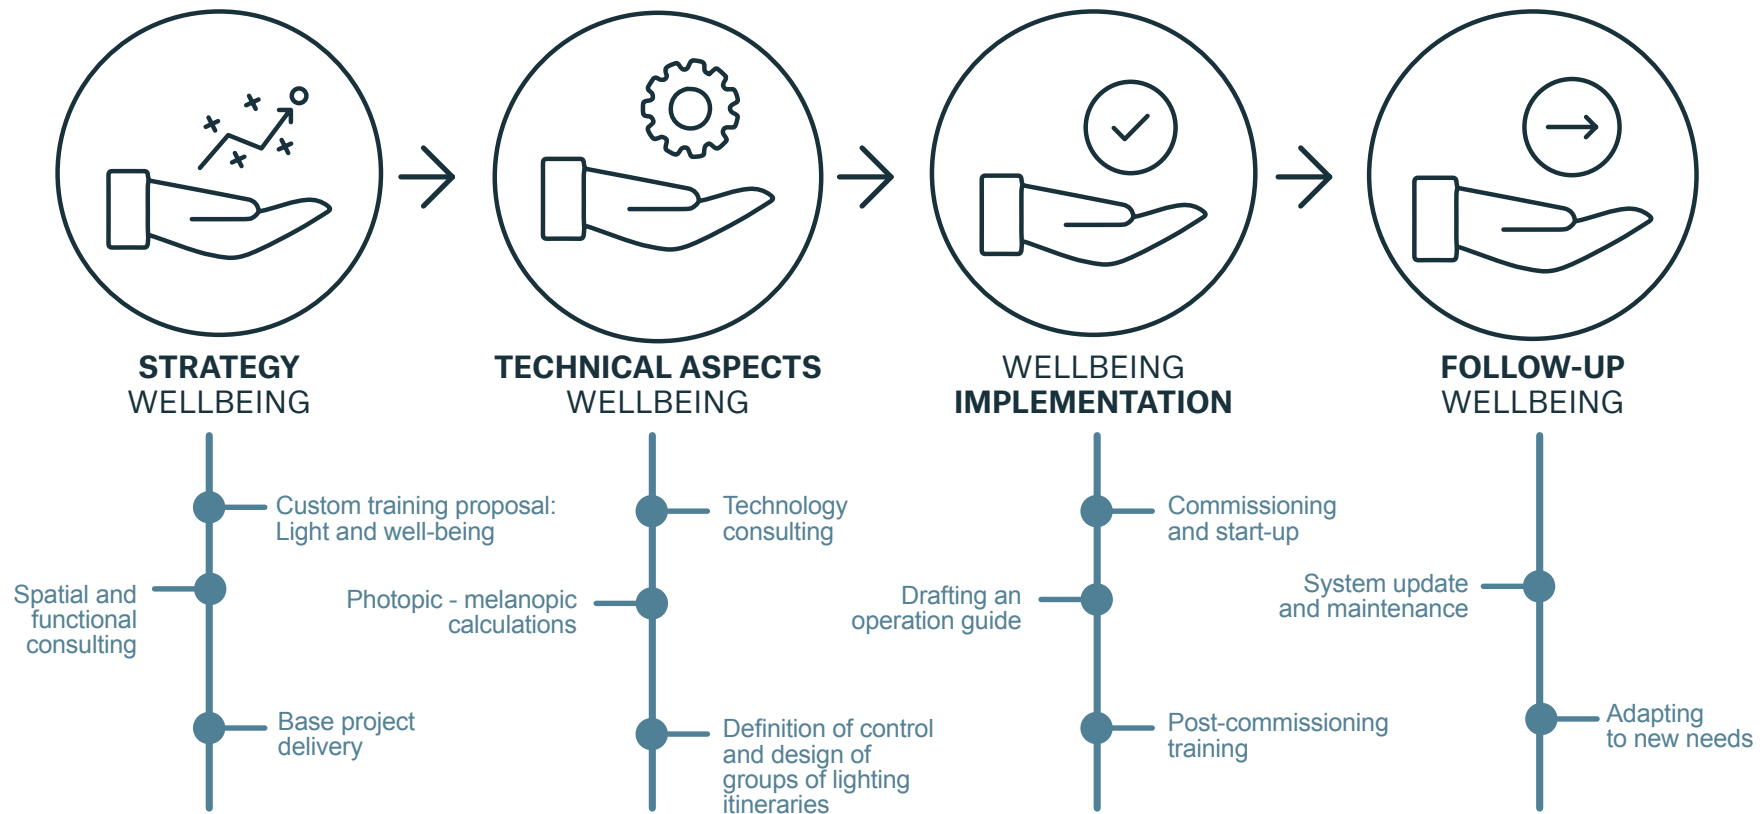 STRATEGY
WELLBEING
Custom training proposal:
Light and well-being
Spatial and
functional
consulting
Base project
delivery
TECHNICAL ASPECTS
WELLBEING
Technology
consulting
Photopic - melanopic
calculations
Definition of control
and design of
groups of lighting
itineraries
WELLBEING
IMPLEMENTATION
Commissioning
and start-up
Drafting an
operation guide
Post-commissioning
training
FOLLOW-UP
WELLBEING
System update
and maintenance
Adapting
to new needs